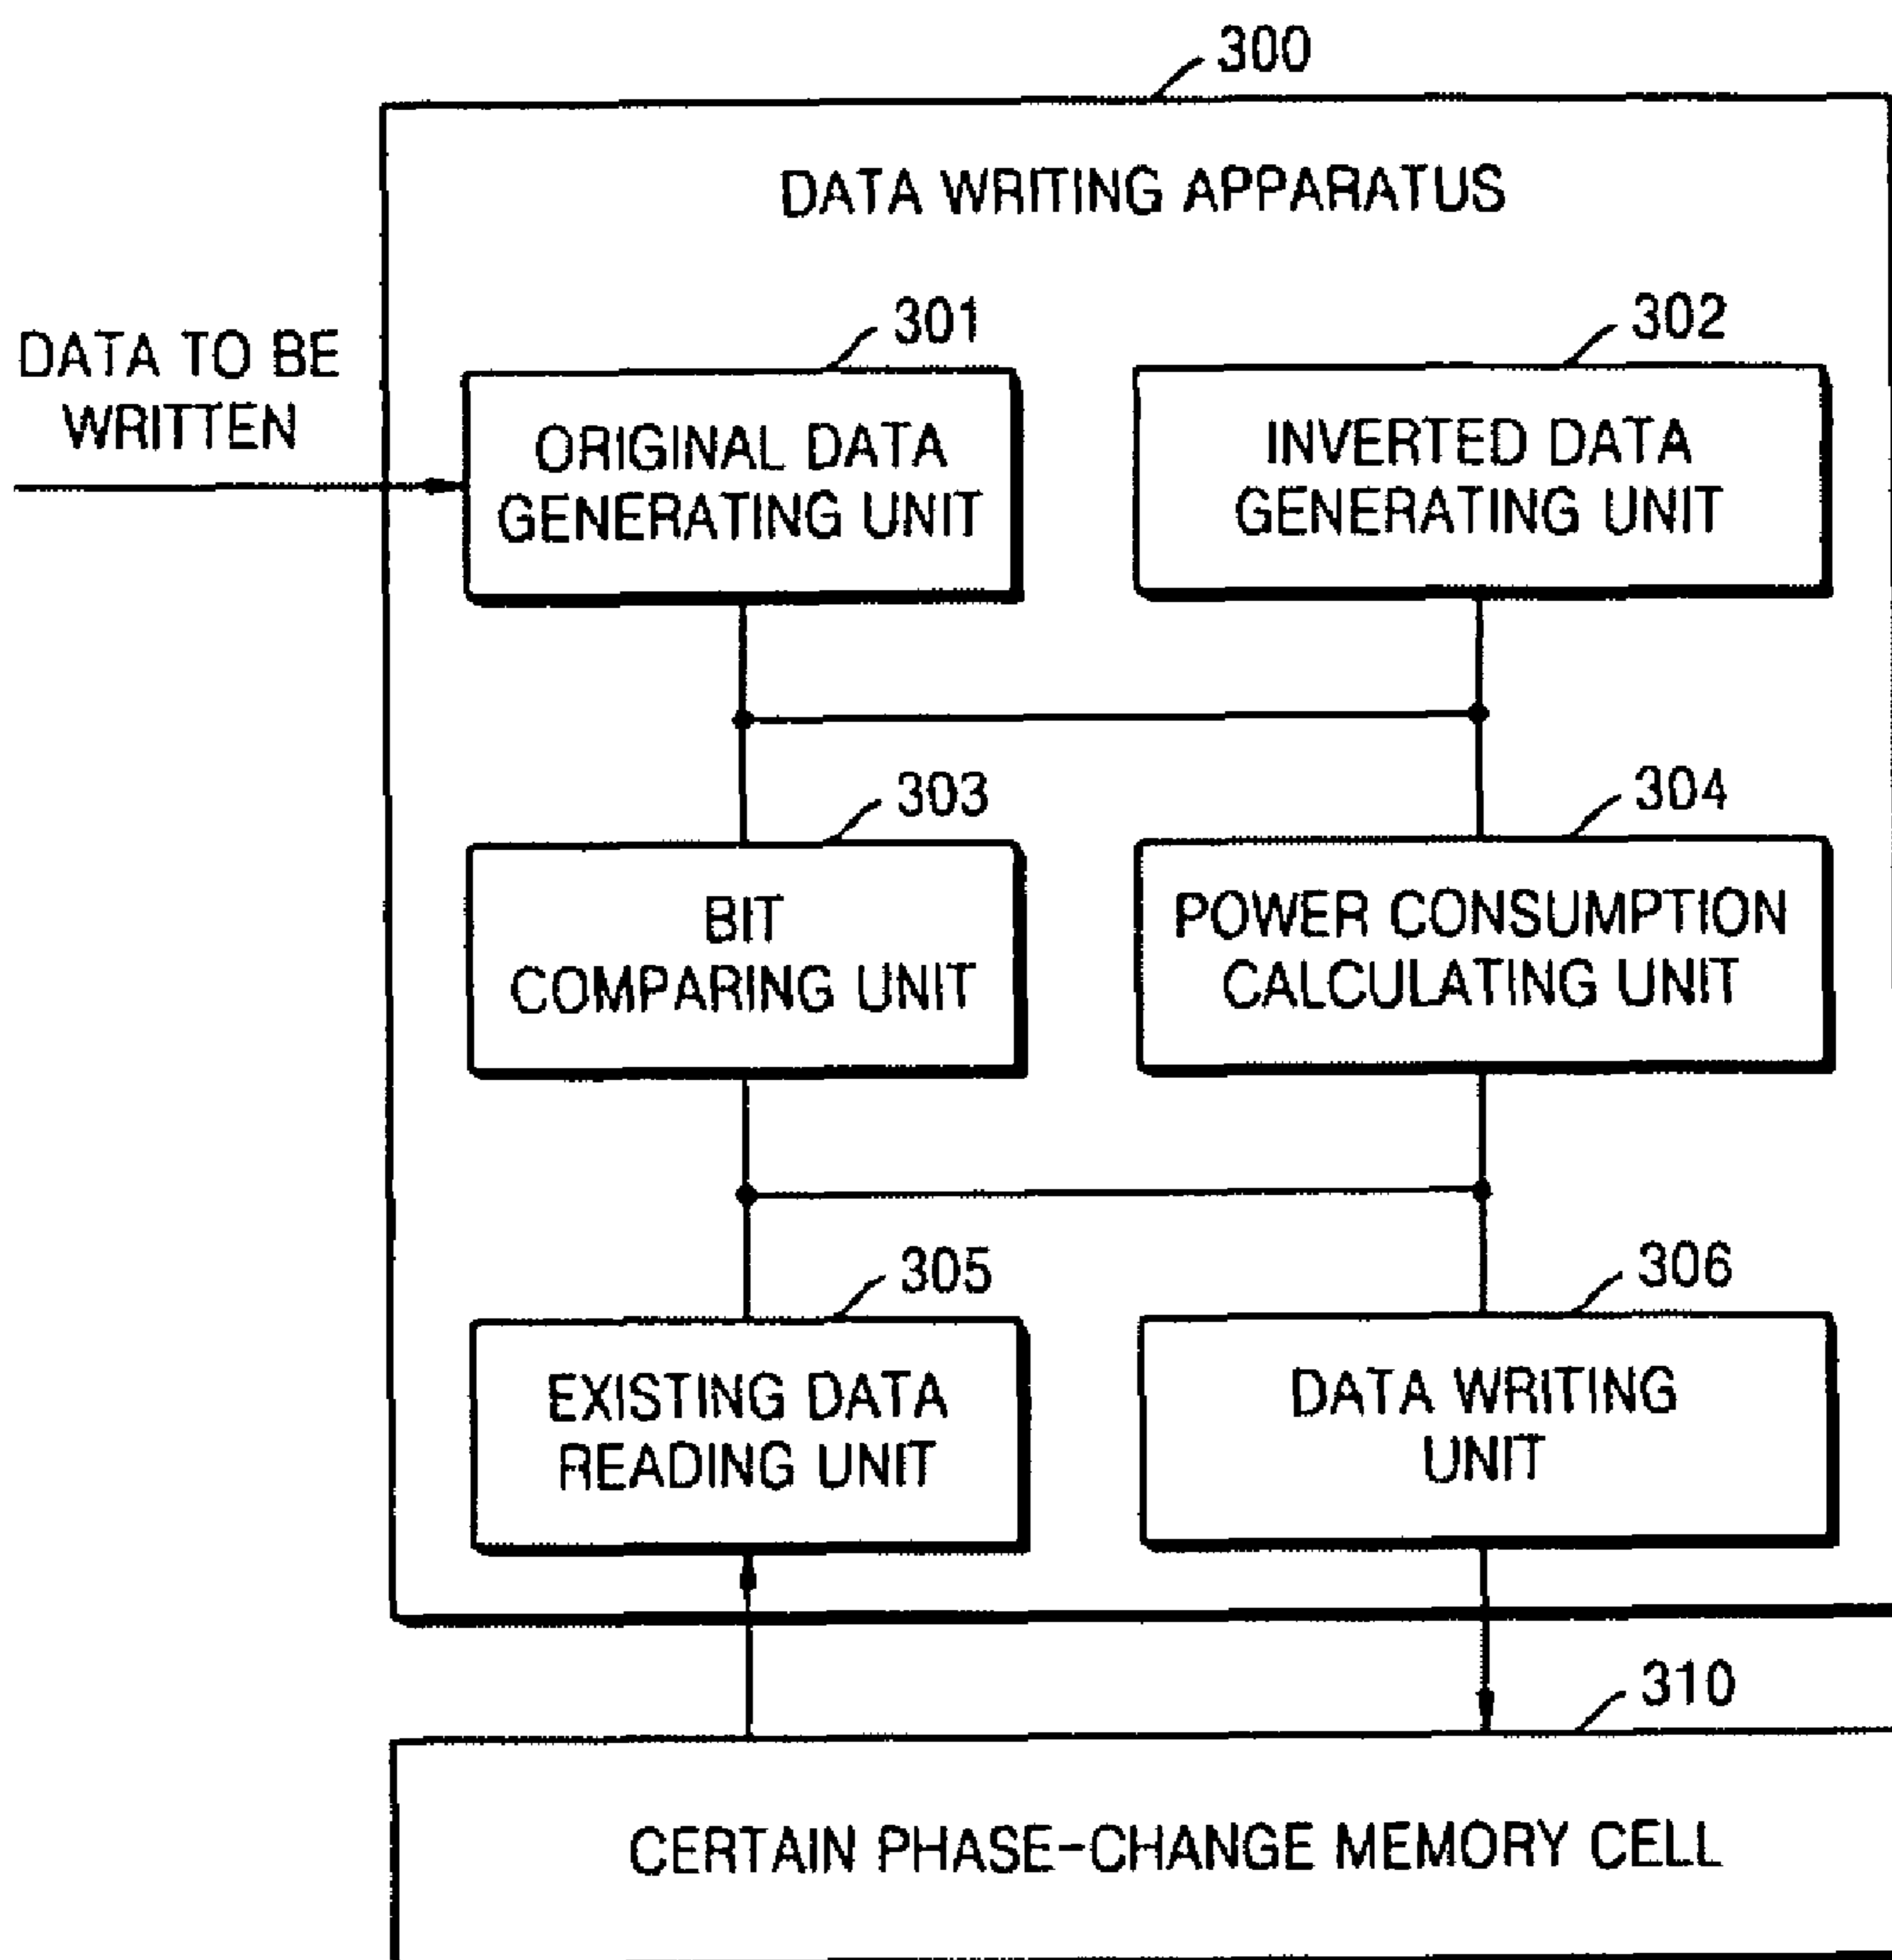 300
DATA WRITING APPARATUS
DATA TO BE
WRITTEN
301
302
ORIGINAL DATA
GENERATING UNIT
INVERTED DATA
GENERATING UNIT
303
304
BIT
COMPARING UNIT
POWER CONSUMPTION
CALCULATING UNIT
305
306
EXISTING DATA
READING UNIT
DATA WRITING
UNIT
310
CERTAIN PHASE-CHANGE MEMORY CELL